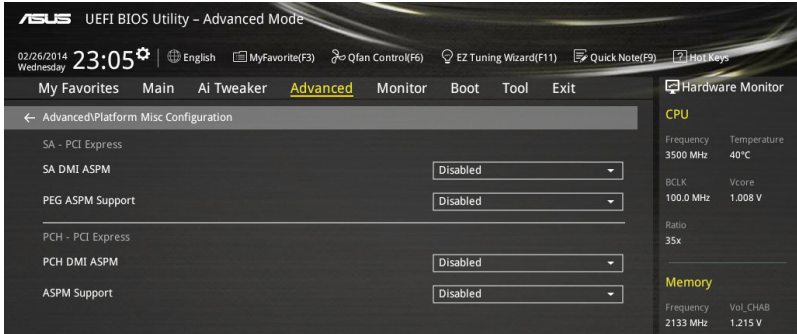 ASUS UEFI BIOS Utility – Advanced Mode
02/26/2014
Wednesday
23:05
English
MyFavorite(F3)
Qfan Control(F6)
EZ Tuning Wizard(F11)
Quick Note(F9)
? Hot Keys
My Favorites
Main
Ai Tweaker
Advanced
Monitor
Boot
Tool
Exit
← Advanced\Platform Misc Configuration
SA - PCI Express
SA DMI ASPM Disabled
PEG ASPM Support Disabled
PCH - PCI Express
PCH DMI ASPM Disabled
ASPM Support Disabled
Hardware Monitor
CPU
Frequency Temperature
3500 MHz 40°C
BCLK Vcore
100.0 MHz 1.008 V
Ratio
35x
Memory
Frequency Vol_CHAB
2133 MHz 1.215 V